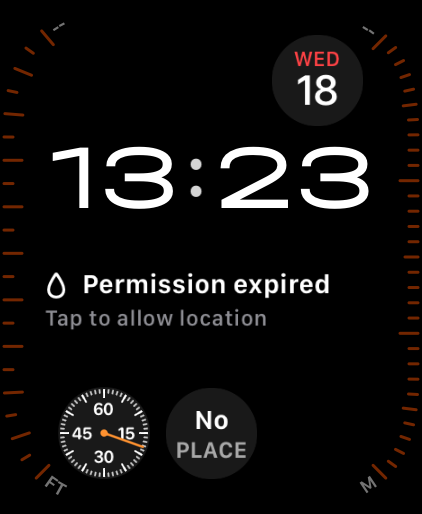 --
--
WED
18
13:23
Permission expired
Tap to allow location
60
45
15
30
No
PLACE
FT
M